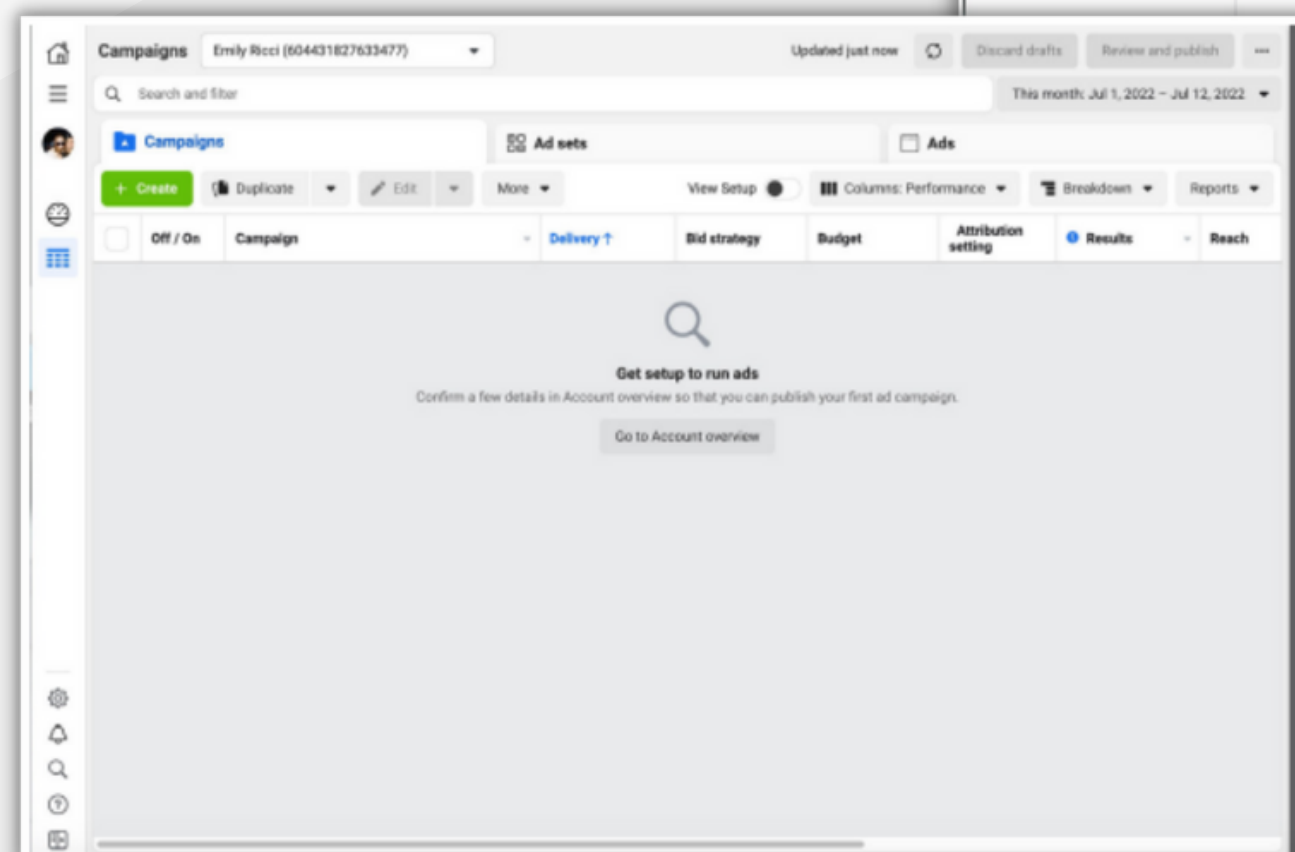 Campaigns Emily Ricci (604431827633477) Updated just now Discard drafts Review and publish
Search and filter This month: Jul 1, 2022 – Jul 12, 2022
Campaigns Ad sets Ads
+ Create Duplicate Edit More View Setup Columns: Performance Breakdown Reports
Off / On Campaign Delivery ↑ Bid strategy Budget Attribution setting Results Reach
Get setup to run ads
Confirm a few details in Account overview so that you can publish your first ad campaign.
Go to Account overview